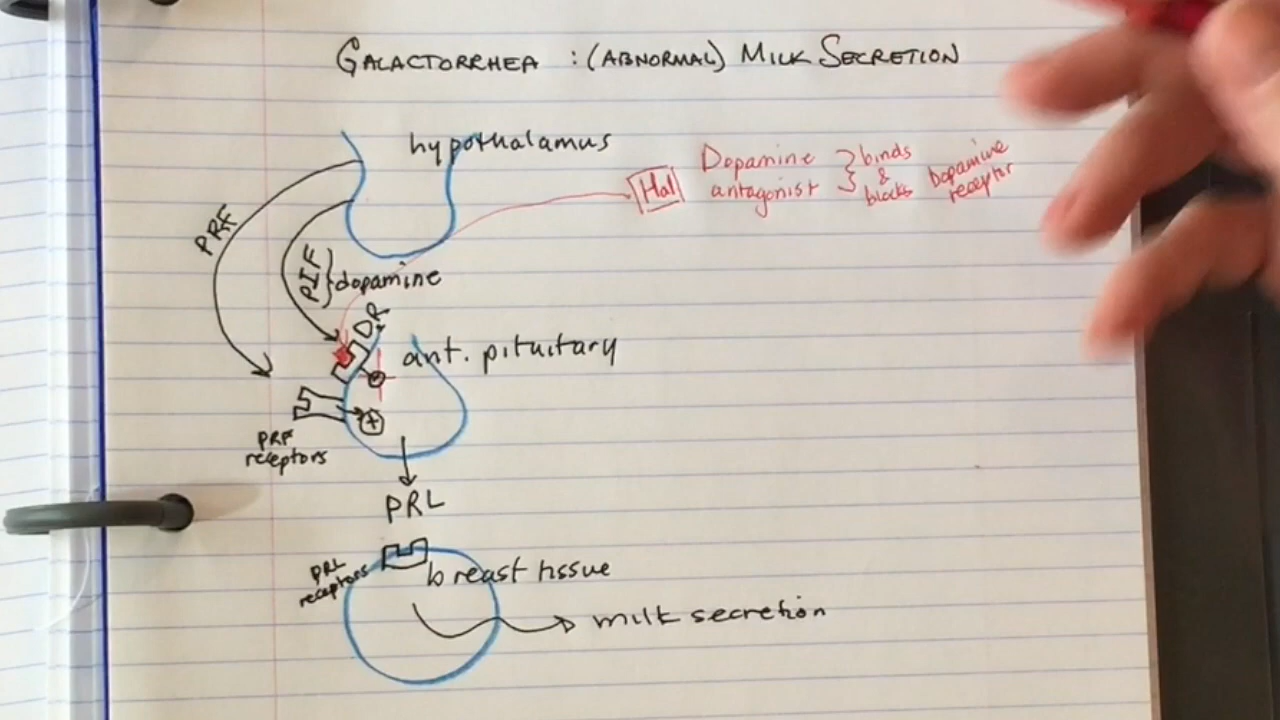 GALACTORRHEA : (ABNORMAL) MILK SECRETION
hypothalamus
Hal
Dopamine
antagonist
binds
&
blocks
Dopamine
receptor
PRF
PIF
dopamine
DR
ant. pituitary
+
PRF
receptors
PRL
PRL
receptors
breast tissue
milk secretion